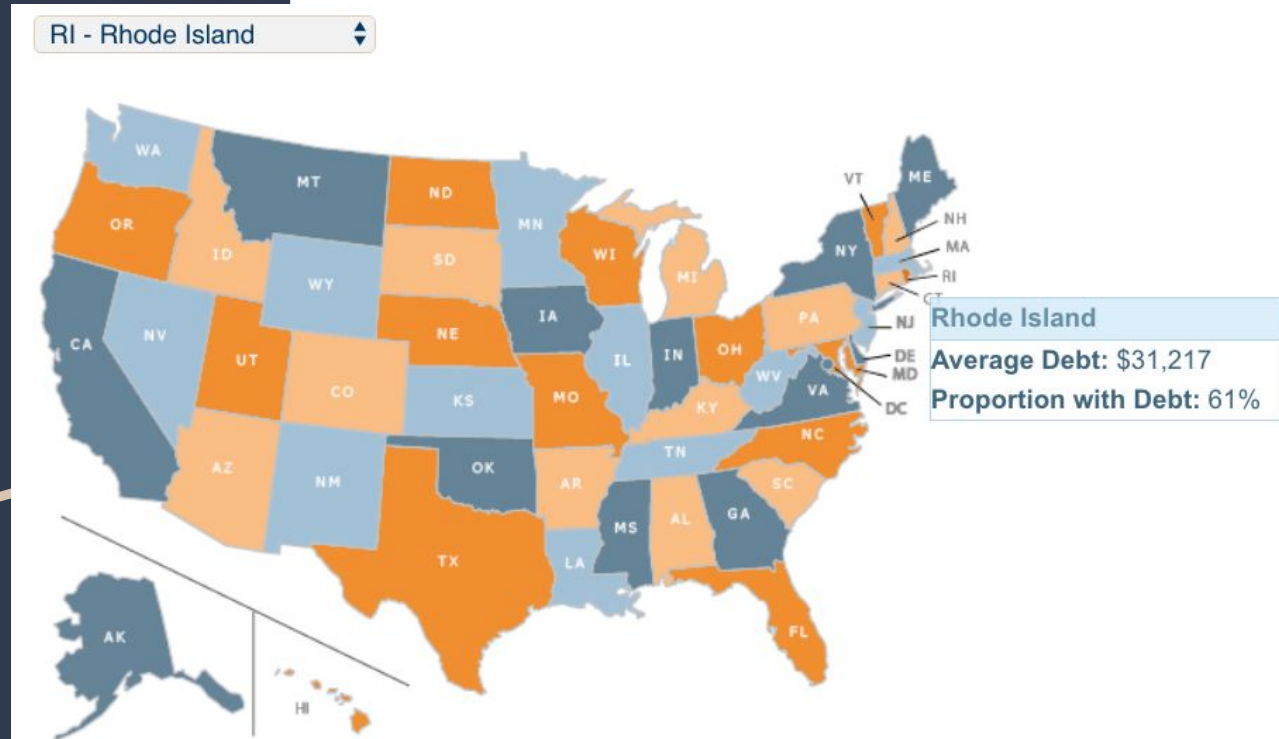 RI - Rhode Island
WA
MT
ND
MN
VT
ME
OR
ID
SD
WI
MI
NY
NH
MA
RI
CT
WY
IA
NE
PA
NJ
CA
NV
UT
CO
KS
MO
IL
IN
OH
WV
VA
DE
MD
DC
KY
NC
TN
AZ
NM
OK
AR
SC
MS
AL
GA
TX
LA
FL
AK
HI
Rhode Island
Average Debt: $31,217
Proportion with Debt: 61%